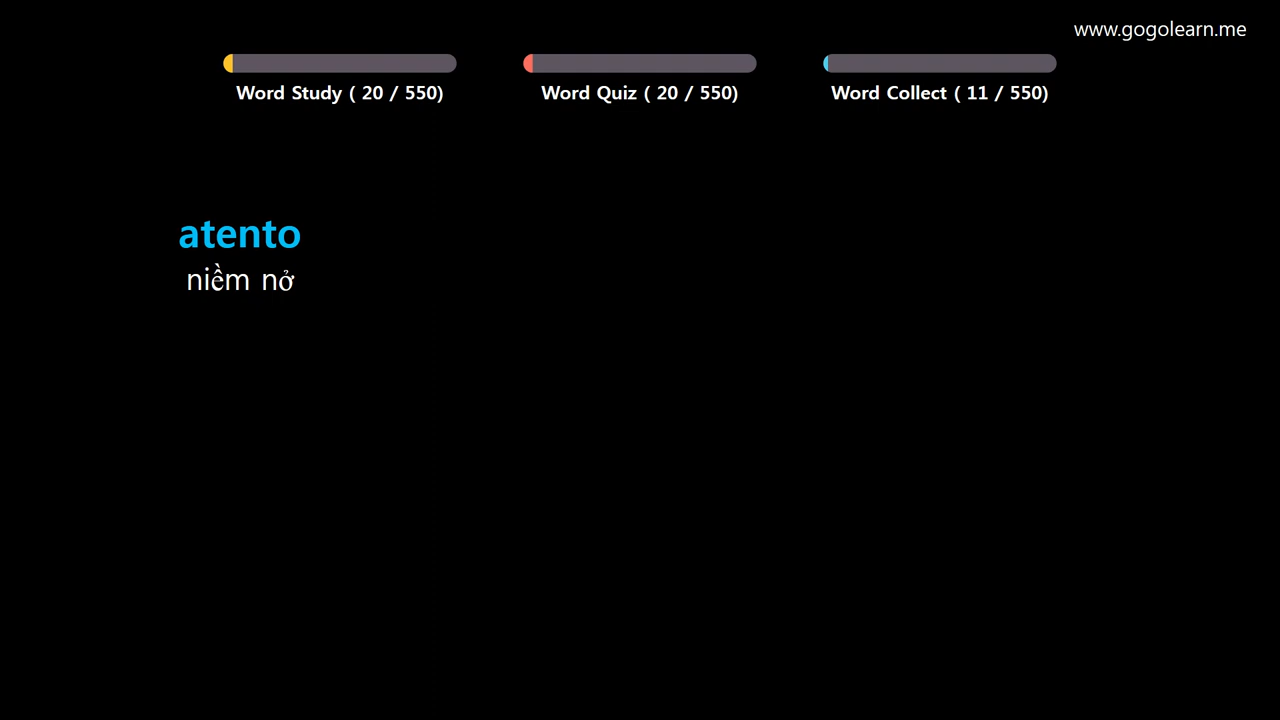 www.gogolearn.me
Word Study ( 20 / 550)
Word Quiz ( 20 / 550)
Word Collect ( 11 / 550)
atento
niềm nở